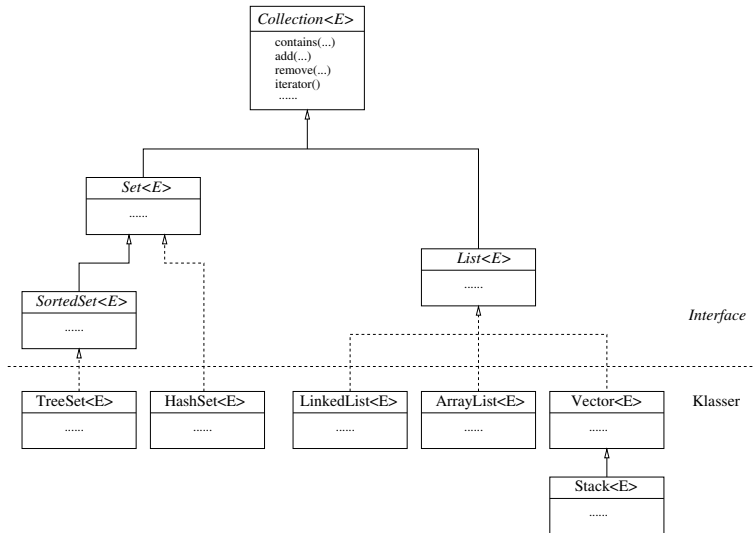 Collection<E>
contains(...)
add(...)
remove(...)
iterator()
......
Set<E>
......
List<E>
......
SortedSet<E>
......
Interface
TreeSet<E>
......
HashSet<E>
......
LinkedList<E>
......
ArrayList<E>
......
Vector<E>
......
Klasser
Stack<E>
......